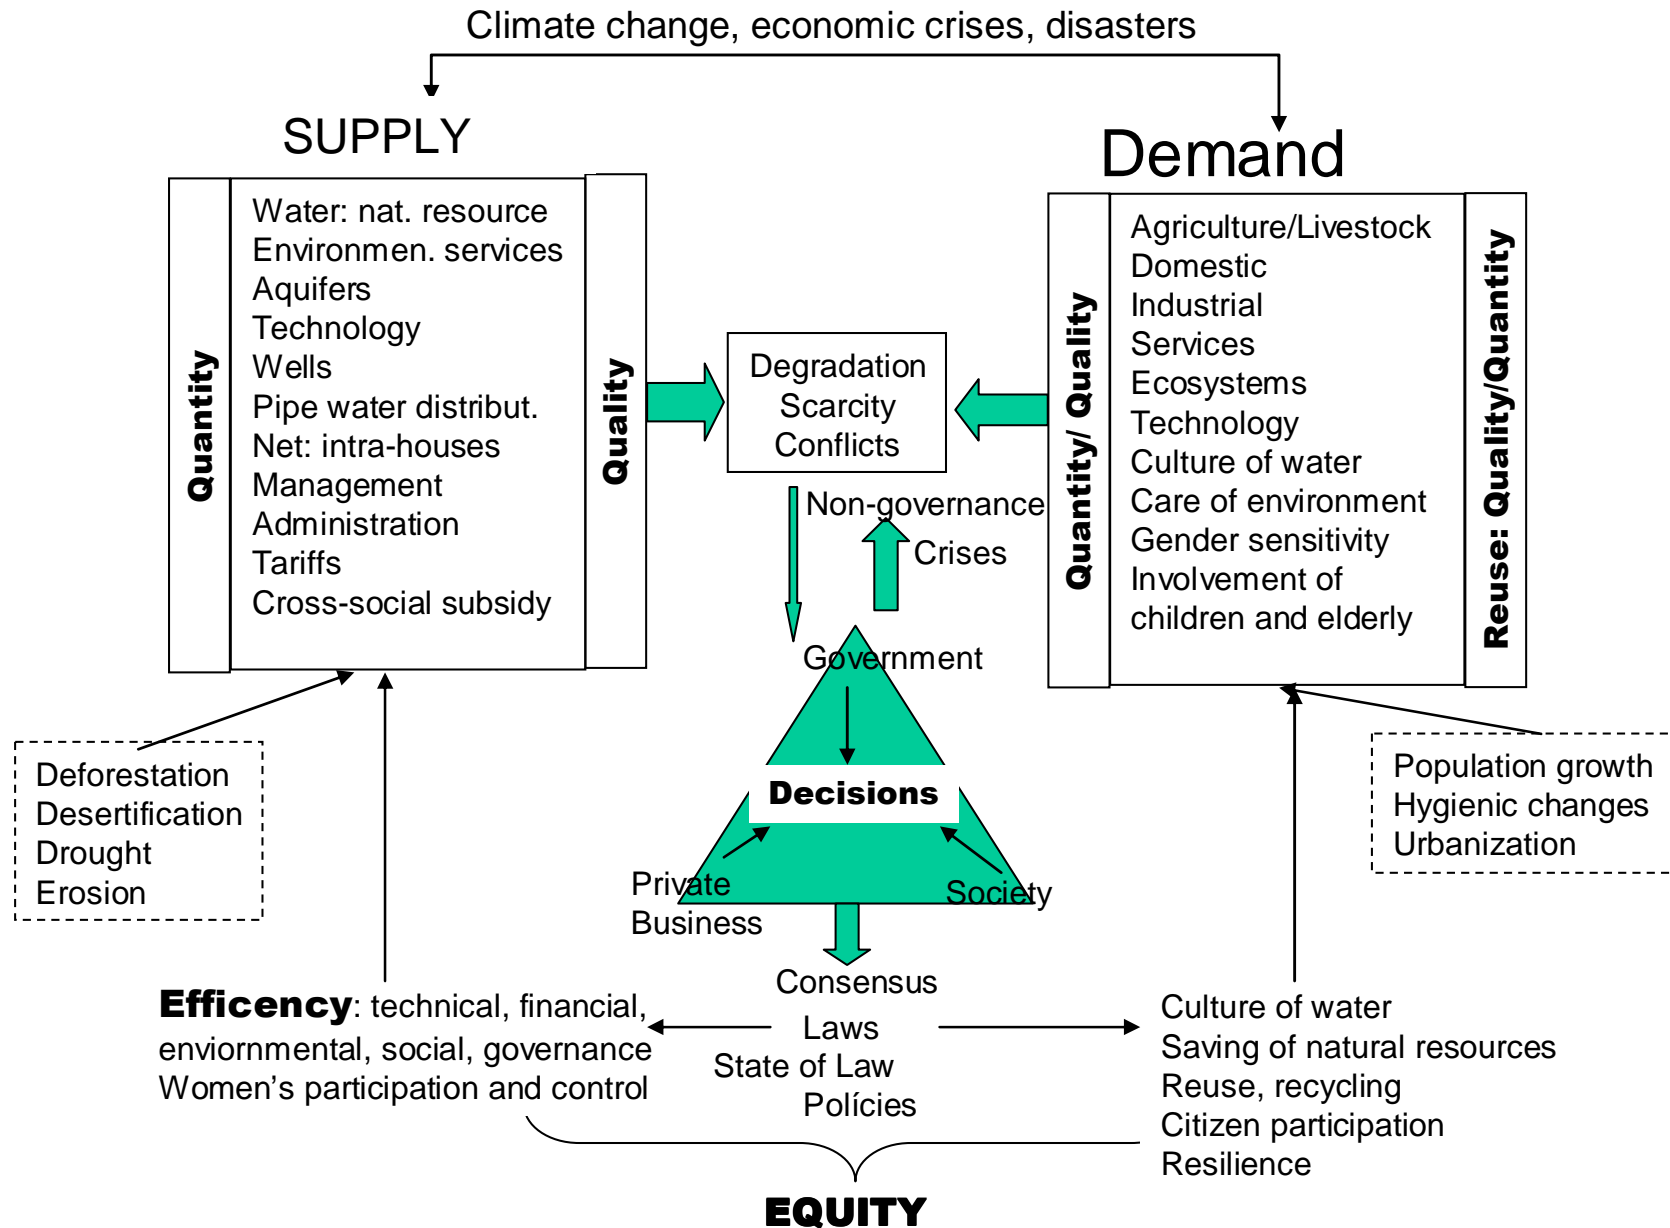 Climate change, economic crises, disasters
SUPPLY
Demand
Quantity
Water: nat. resource
Environmen. services
Aquifers
Technology
Wells
Pipe water distribut.
Net: intra-houses
Management
Administration
Tariffs
Cross-social subsidy
Quality
Degradation
Scarcity
Conflicts
Non-governance
Crises
Quantity/ Quality
Agriculture/Livestock
Domestic
Industrial
Services
Ecosystems
Technology
Culture of water
Care of environment
Gender sensitivity
Involvement of
children and elderly
Reuse: Quality/Quantity
Government
Decisions
Private
Business
Society
Deforestation
Desertification
Drought
Erosion
Population growth
Hygienic changes
Urbanization
Consensus
Laws
State of Law
Polícies
Efficency: technical, financial,
enviornmental, social, governance
Women's participation and control
Culture of water
Saving of natural resources
Reuse, recycling
Citizen participation
Resilience
EQUITY